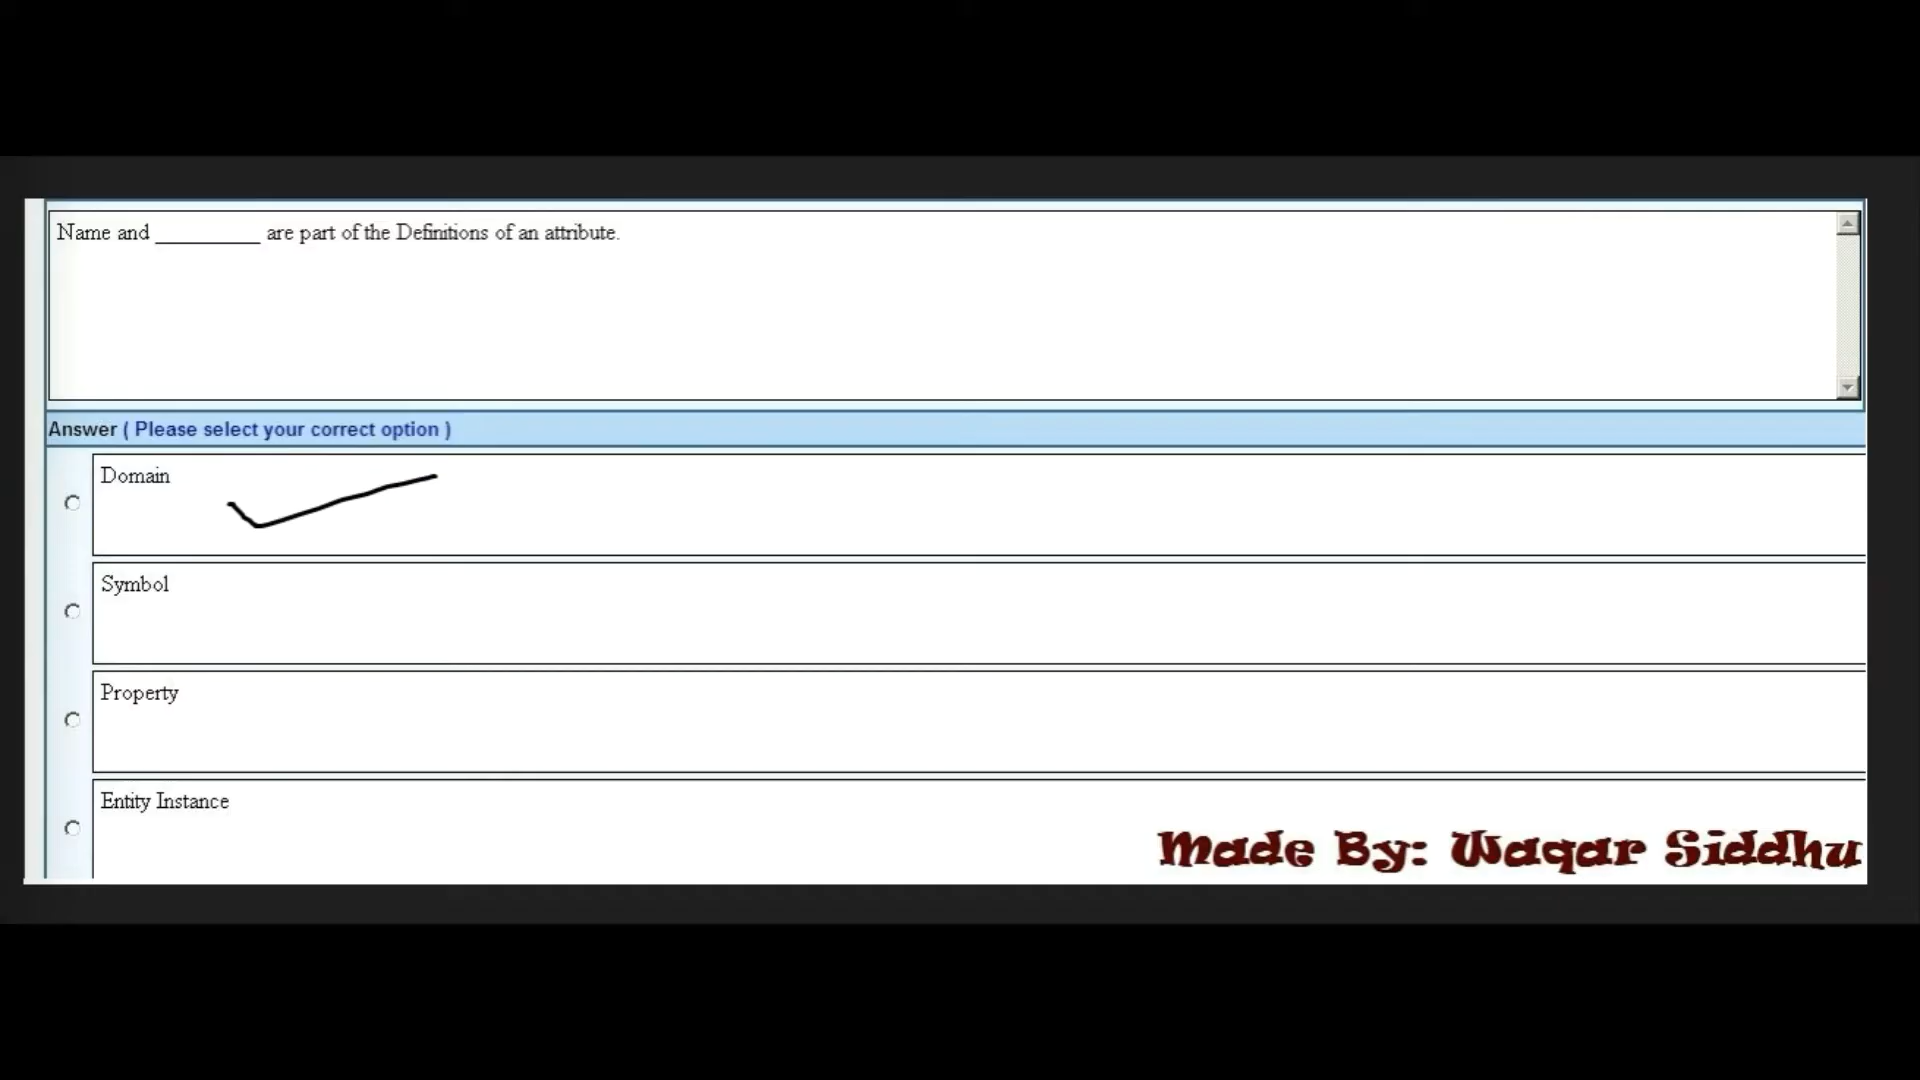 Name and __________ are part of the Definitions of an attribute.
Answer ( Please select your correct option )
Domain
Symbol
Property
Entity Instance
Made By: Waqar Siddhu